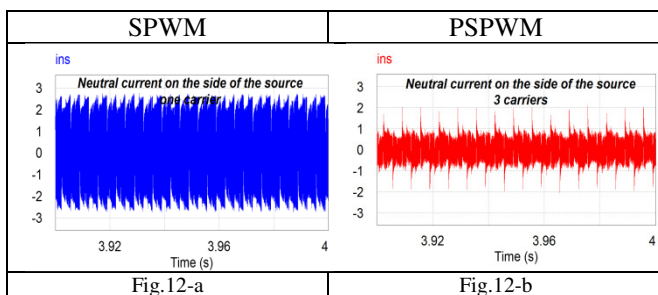 SPWM
PSPWM
ins
Neutral current on the side of the source
one carrier
3
2
1
0
-1
-2
-3
3.92
3.96
4
Time (s)
ins
Neutral current on the side of the source
3 carriers
3
2
1
0
-1
-2
-3
3.92
3.96
4
Time (s)
Fig.12-a
Fig.12-b